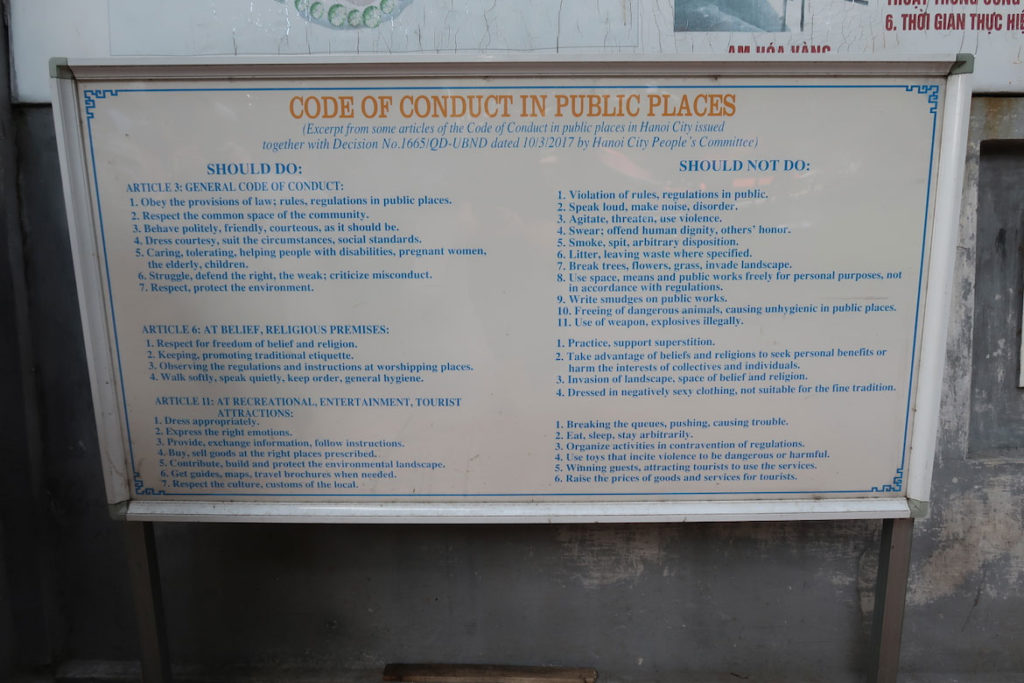 THUẬT TRONG CÔNG
6. THỜI GIAN THỰC HIỆ
AM HÓA VÀNG
CODE OF CONDUCT IN PUBLIC PLACES
(Excerpt from some articles of the Code of Conduct in public places in Hanoi City issued
together with Decision No.1665/QD-UBND dated 10/3/2017 by Hanoi City People's Committee)
SHOULD DO:
ARTICLE 3: GENERAL CODE OF CONDUCT:
1. Obey the provisions of law; rules, regulations in public places.
2. Respect the common space of the community.
3. Behave politely, friendly, courteous, as it should be.
4. Dress courtesy, suit the circumstances, social standards.
5. Caring, tolerating, helping people with disabilities, pregnant women,
the elderly, children.
6. Struggle, defend the right, the weak; criticize misconduct.
7. Respect, protect the environment.
ARTICLE 6: AT BELIEF, RELIGIOUS PREMISES:
1. Respect for freedom of belief and religion.
2. Keeping, promoting traditional etiquette.
3. Observing the regulations and instructions at worshipping places.
4. Walk softly, speak quietly, keep order, general hygiene.
ARTICLE 11: AT RECREATIONAL, ENTERTAINMENT, TOURIST
ATTRACTIONS:
1. Dress appropriately.
2. Express the right emotions.
3. Provide, exchange information, follow instructions.
4. Buy, sell goods at the right places prescribed.
5. Contribute, build and protect the environmental landscape.
6. Get guides, maps, travel brochures when needed.
7. Respect the culture, customs of the local.
SHOULD NOT DO:
1. Violation of rules, regulations in public.
2. Speak loud, make noise, disorder.
3. Agitate, threaten, use violence.
4. Swear; offend human dignity, others' honor.
5. Smoke, spit, arbitrary disposition.
6. Litter, leaving waste where specified.
7. Break trees, flowers, grass, invade landscape.
8. Use space, means and public works freely for personal purposes, not
in accordance with regulations.
9. Write smudges on public works.
10. Freeing of dangerous animals, causing unhygienic in public places.
11. Use of weapon, explosives illegally.
1. Practice, support superstition.
2. Take advantage of beliefs and religions to seek personal benefits or
harm the interests of collectives and individuals.
3. Invasion of landscape, space of belief and religion.
4. Dressed in negatively sexy clothing, not suitable for the fine tradition.
1. Breaking the queues, pushing, causing trouble.
2. Eat, sleep, stay arbitrarily.
3. Organize activities in contravention of regulations.
4. Use toys that incite violence to be dangerous or harmful.
5. Winning guests, attracting tourists to use the services.
6. Raise the prices of goods and services for tourists.